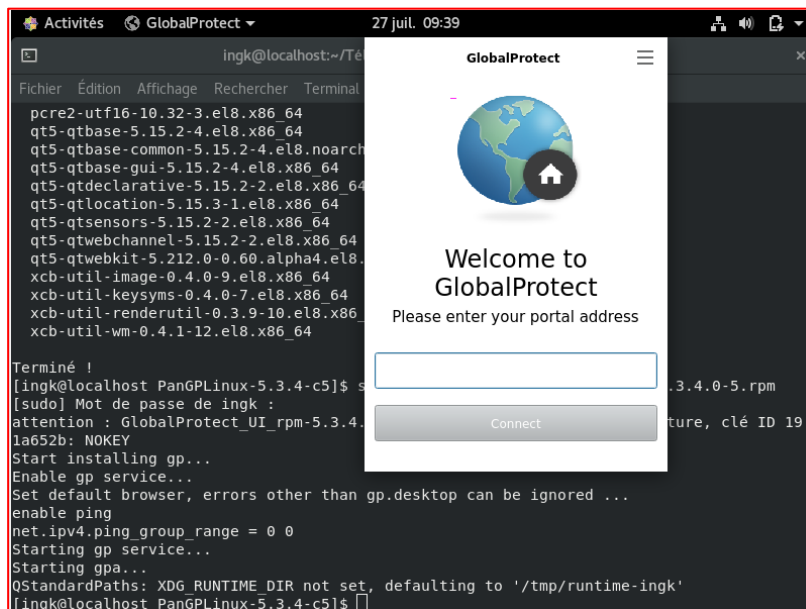 Activités GlobalProtect 27 juil. 09:39
ingk@localhost:~/Tél
Fichier Édition Affichage Rechercher Terminal
pcre2-utf16-10.32-3.el8.x86_64
qt5-qtbase-5.15.2-4.el8.x86_64
qt5-qtbase-common-5.15.2-4.el8.noarch
qt5-qtbase-gui-5.15.2-4.el8.x86_64
qt5-qtdeclarative-5.15.2-2.el8.x86_64
qt5-qtlocation-5.15.3-1.el8.x86_64
qt5-qtsensors-5.15.2-2.el8.x86_64
qt5-qtwebchannel-5.15.2-2.el8.x86_64
qt5-qtwebkit-5.212.0-0.60.alpha4.el8.
xcb-util-image-0.4.0-9.el8.x86_64
xcb-util-keysyms-0.4.0-7.el8.x86_64
xcb-util-renderutil-0.3.9-10.el8.x86_
xcb-util-wm-0.4.1-12.el8.x86_64
Terminé !
[ingk@localhost PanGPLinux-5.3.4-c5]$ s .3.4.0-5.rpm
[sudo] Mot de passe de ingk :
attention : GlobalProtect_UI_rpm-5.3.4. ture, clé ID 19
1a652b: NOKEY
Start installing gp...
Enable gp service...
Set default browser, errors other than gp.desktop can be ignored ...
enable ping
net.ipv4.ping_group_range = 0 0
Starting gp service...
Starting gpa...
QStandardPaths: XDG_RUNTIME_DIR not set, defaulting to '/tmp/runtime-ingk'
[ingk@localhost PanGPLinux-5.3.4-c5]$
GlobalProtect
Welcome to
GlobalProtect
Please enter your portal address
Connect